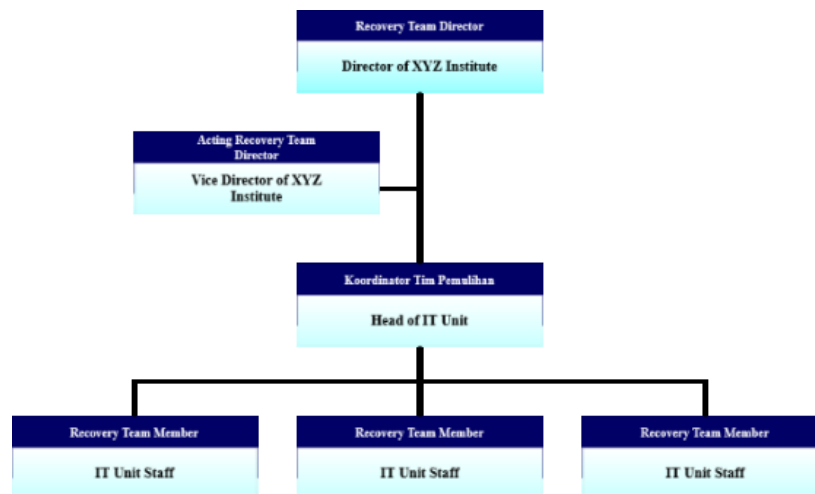 Recovery Team Director
Director of XYZ Institute
Acting Recovery Team
Director
Vice Director of XYZ
Institute
Koordinator Tim Pemulihan
Head of IT Unit
Recovery Team Member
IT Unit Staff
Recovery Team Member
IT Unit Staff
Recovery Team Member
IT Unit Staff